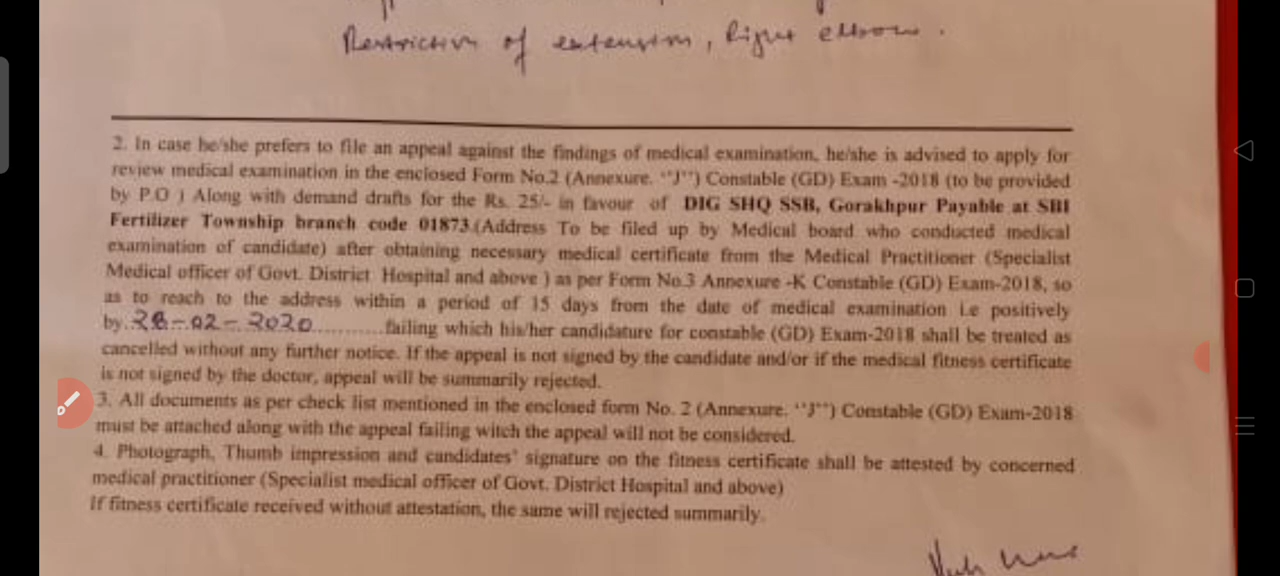 Restriction of extension, Right elbow.
2. In case he/she prefers to file an appeal against the findings of medical examination, he/she is advised to apply for
review medical examination in the enclosed Form No.2 (Annexure. "J") Constable (GD) Exam -2018 (to be provided
by P.O ) Along with demand drafts for the Rs. 25/- in favour of DIG SHQ SSB, Gorakhpur Payable at SBI
Fertilizer Township branch code 01873.(Address To be filed up by Medical board who conducted medical
examination of candidate) after obtaining necessary medical certificate from the Medical Practitioner (Specialist
Medical officer of Govt. District Hospital and above ) as per Form No.3 Annexure -K Constable (GD) Exam-2018, so
as to reach to the address within a period of 15 days from the date of medical examination i.e positively
by.28-02-2020...........failing which his/her candidature for constable (GD) Exam-2018 shall be treated as
cancelled without any further notice. If the appeal is not signed by the candidate and/or if the medical fitness certificate
is not signed by the doctor, appeal will be summarily rejected.
3. All documents as per check list mentioned in the enclosed form No. 2 (Annexure. "J") Constable (GD) Exam-2018
must be attached along with the appeal failing witch the appeal will not be considered.
4. Photograph, Thumb impression and candidates' signature on the fitness certificate shall be attested by concerned
medical practitioner (Specialist medical officer of Govt. District Hospital and above)
If fitness certificate received without attestation, the same will rejected summarily.